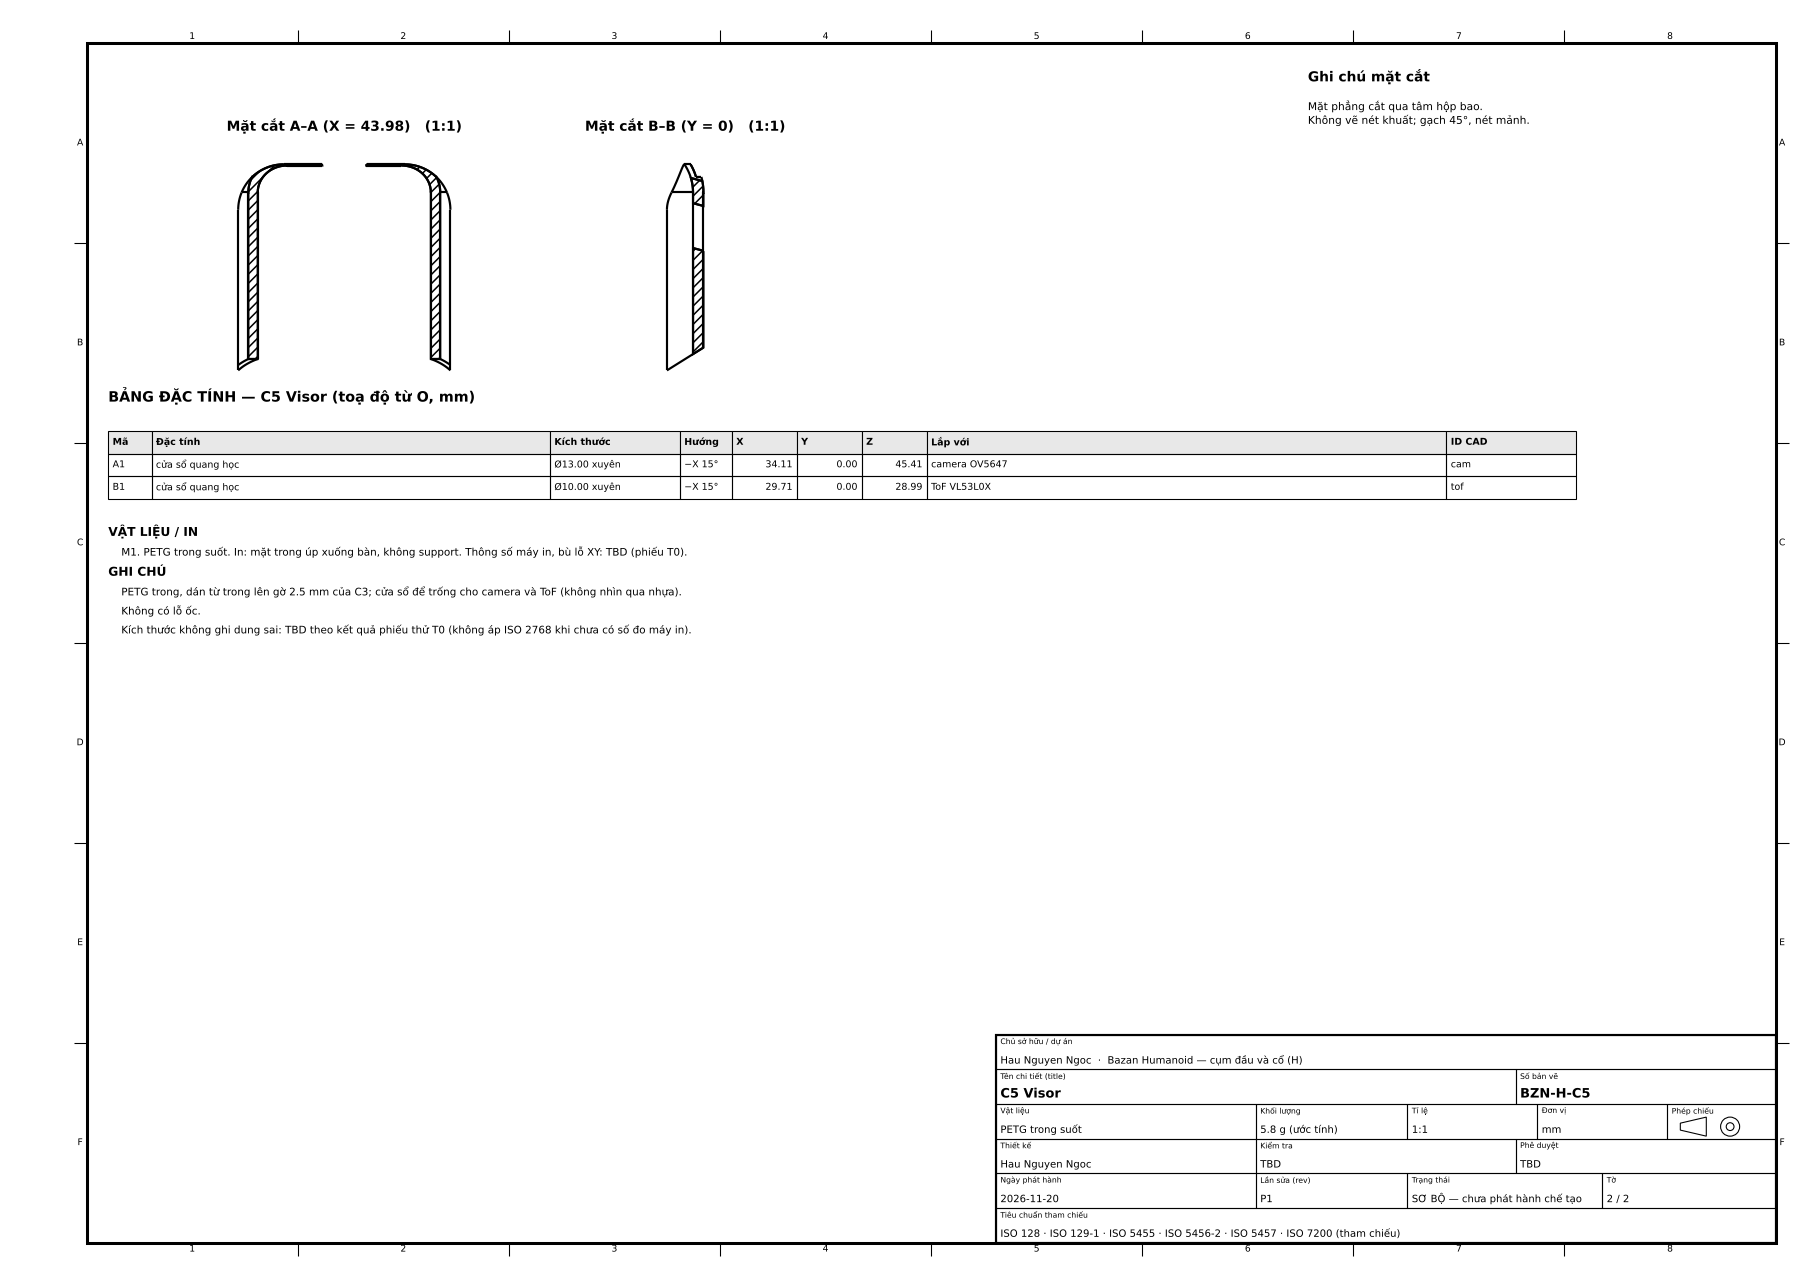 1 2 3 4 5 6 7 8
Ghi chú mặt cắt
Mặt phẳng cắt qua tâm hộp bao.
Không vẽ nét khuất; gạch 45°, nét mảnh.
Mặt cắt A–A (X = 43.98) (1:1)
Mặt cắt B–B (Y = 0) (1:1)
A A
B B
BẢNG ĐẶC TÍNH — C5 Visor (toạ độ từ O, mm)
Mã Đặc tính Kích thước Hướng X Y Z Lắp với ID CAD
A1 cửa sổ quang học Ø13.00 xuyên −X 15° 34.11 0.00 45.41 camera OV5647 cam
B1 cửa sổ quang học Ø10.00 xuyên −X 15° 29.71 0.00 28.99 ToF VL53L0X tof
VẬT LIỆU / IN
C C
M1. PETG trong suốt. In: mặt trong úp xuống bàn, không support. Thông số máy in, bù lỗ XY: TBD (phiếu T0).
GHI CHÚ
PETG trong, dán từ trong lên gờ 2.5 mm của C3; cửa sổ để trống cho camera và ToF (không nhìn qua nhựa).
Không có lỗ ốc.
Kích thước không ghi dung sai: TBD theo kết quả phiếu thử T0 (không áp ISO 2768 khi chưa có số đo máy in).
D D
E E
Chủ sở hữu / dự án
Hau Nguyen Ngoc · Bazan Humanoid — cụm đầu và cổ (H)
Tên chi tiết (title) Số bản vẽ
C5 Visor BZN-H-C5
Vật liệu Khối lượng Tỉ lệ Đơn vị Phép chiếu
PETG trong suốt 5.8 g (ước tính) 1:1 mm
F F
Thiết kế Kiểm tra Phê duyệt
Hau Nguyen Ngoc TBD TBD
Ngày phát hành Lần sửa (rev) Trạng thái Tờ
2026-11-20 P1 SƠ BỘ — chưa phát hành chế tạo 2 / 2
Tiêu chuẩn tham chiếu
ISO 128 · ISO 129-1 · ISO 5455 · ISO 5456-2 · ISO 5457 · ISO 7200 (tham chiếu)
1 2 3 4 5 6 7 8